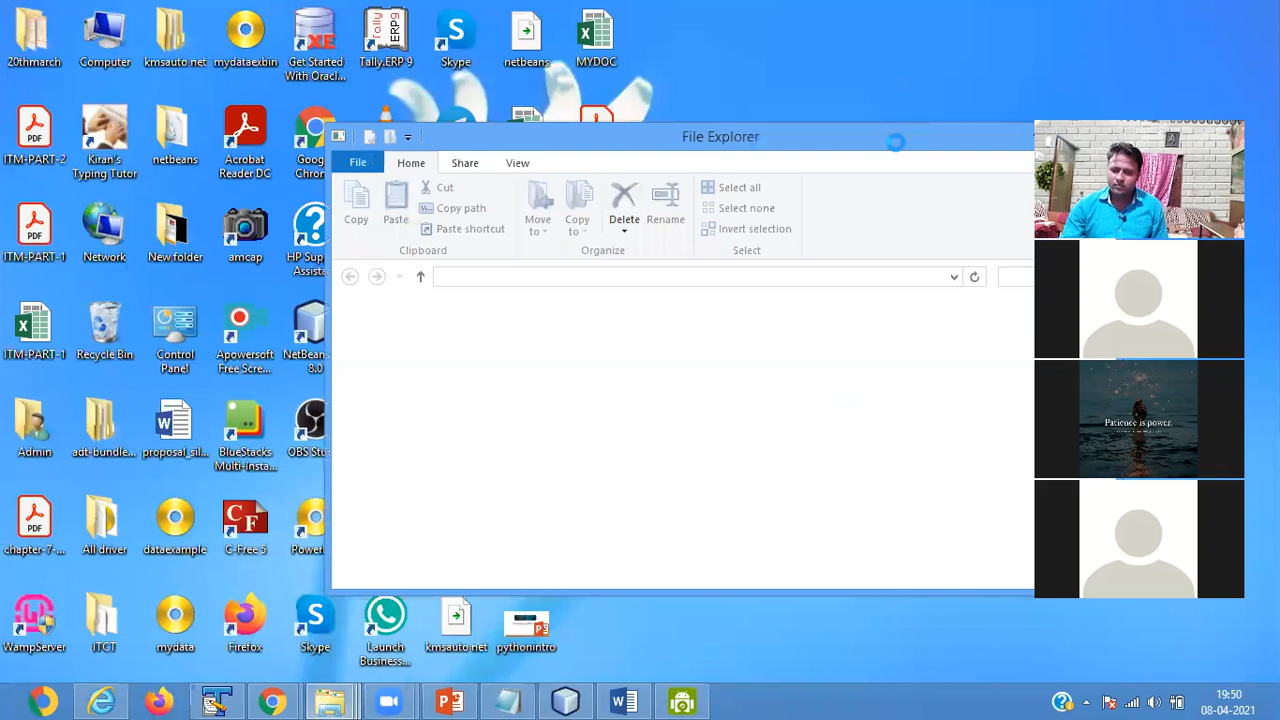 20thmarch
Computer
kmsauto net
mydataexbin
Get Started
With Oracl...
Tally.ERP 9
Skype
netbeans
MYDOC
ITM-PART-2
Kiran's
Typing Tutor
netbeans
Acrobat
Reader DC
Goog
Chron
ITM-PART-1
Network
New folder
amcap
HP Sup
Assista
ITM-PART-1
Recycle Bin
Control
Panel
Apowersoft
Free Scre...
NetBean
8.0
Admin
adt-bundle...
proposal_sil...
BlueStacks
Multi-Insta...
OBS Stu
chapter-7-...
All driver
dataexample
C-Free 5
Power
WampServer
ITCT
mydata
Firefox
Skype
Launch
Business...
kmsauto net
pythonintro
File Explorer
File
Home
Share
View
Copy
Paste
Cut
Copy path
Paste shortcut
Clipboard
Move
to
Copy
to
Delete
Rename
Organize
Select all
Select none
Invert selection
Select
Patience is power.
19:50
08-04-2021